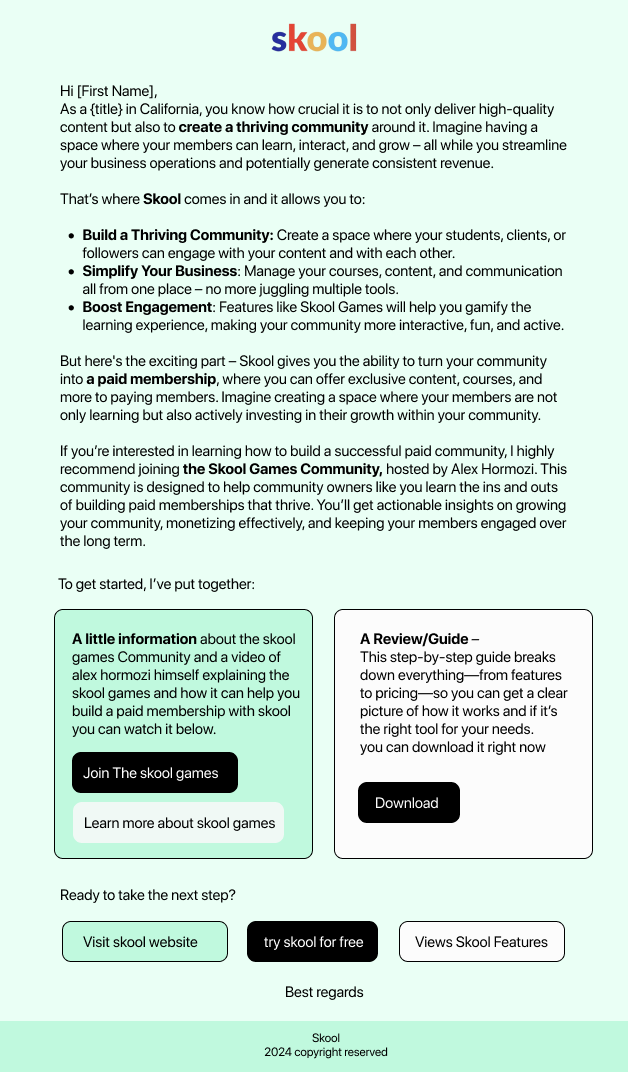 skool
Hi [First Name],
As a {title} in California, you know how crucial it is to not only deliver high-quality
content but also to create a thriving community around it. Imagine having a
space where your members can learn, interact, and grow – all while you streamline
your business operations and potentially generate consistent revenue.
That’s where Skool comes in and it allows you to:
• Build a Thriving Community: Create a space where your students, clients, or
followers can engage with your content and with each other.
• Simplify Your Business: Manage your courses, content, and communication
all from one place – no more juggling multiple tools.
• Boost Engagement: Features like Skool Games will help you gamify the
learning experience, making your community more interactive, fun, and active.
But here's the exciting part – Skool gives you the ability to turn your community
into a paid membership, where you can offer exclusive content, courses, and
more to paying members. Imagine creating a space where your members are not
only learning but also actively investing in their growth within your community.
If you’re interested in learning how to build a successful paid community, I highly
recommend joining the Skool Games Community, hosted by Alex Hormozi. This
community is designed to help community owners like you learn the ins and outs
of building paid memberships that thrive. You’ll get actionable insights on growing
your community, monetizing effectively, and keeping your members engaged over
the long term.
To get started, I’ve put together:
A little information about the skool
games Community and a video of
alex hormozi himself explaining the
skool games and how it can help you
build a paid membership with skool
you can watch it below.
Join The skool games
Learn more about skool games
A Review/Guide –
This step-by-step guide breaks
down everything—from features
to pricing—so you can get a clear
picture of how it works and if it’s
the right tool for your needs.
you can download it right now
Download
Ready to take the next step?
Visit skool website
try skool for free
Views Skool Features
Best regards
Skool
2024 copyright reserved